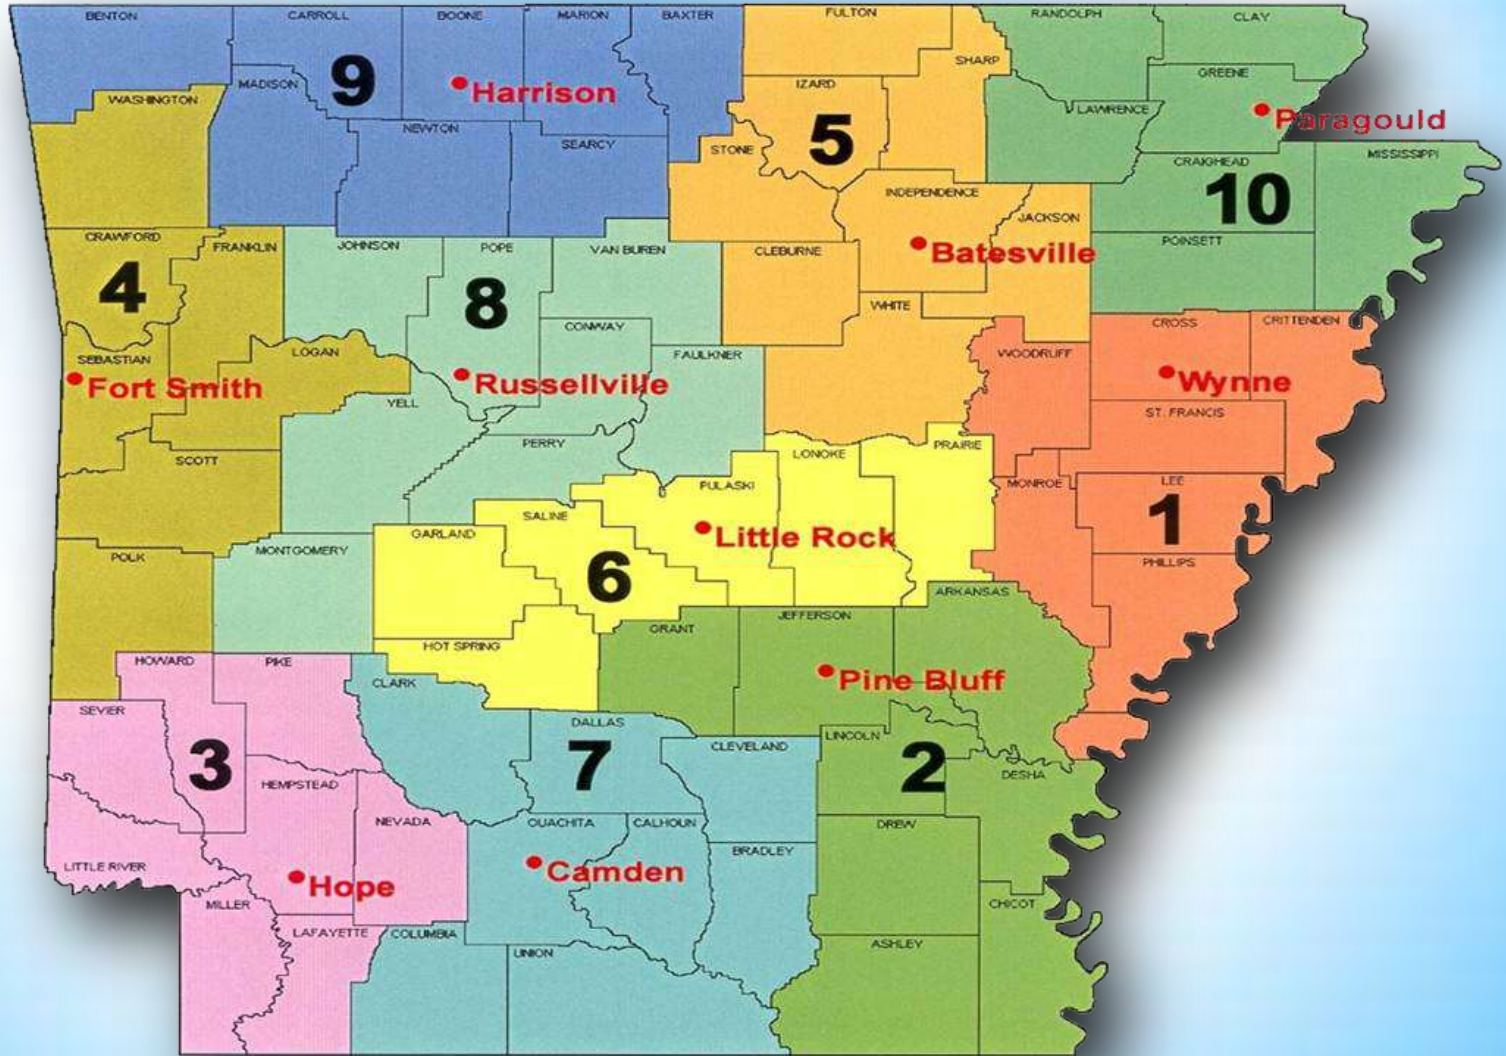 BENTON
CARROLL
BOONE
MARION
BAXTER
FULTON
RANDOLPH
CLAY
SHARP
GREENE
MADISON
9
Harrison
IZARD
WASHINGTON
LAWRENCE
Paragould
NEWTON
SEARCY
STONE
5
CRAIGHEAD
MISSISSIPPI
10
INDEPENDENCE
JACKSON
CRAWFORD
FRANKLIN
JOHNSON
POPE
VAN BUREN
CLEBURNE
Batesville
POINSETT
4
8
WHITE
CONWAY
CROSS
CRITTENDEN
SEBASTIAN
LOGAN
FAULKNER
WOODRUFF
Fort Smith
Russellville
Wynne
YELL
ST. FRANCIS
PERRY
PRAIRIE
LONOKE
SCOTT
PULASKI
MONROE
LEE
SALINE
1
GARLAND
Little Rock
POLK
MONTGOMERY
6
PHILLIPS
ARKANSAS
GRANT
JEFFERSON
HOT SPRING
HOWARD
PIKE
CLARK
Pine Bluff
SEVIER
DALLAS
LINCOLN
3
7
CLEVELAND
2
DESHA
HEMPSTEAD
NEVADA
OUACHITA
CALHOUN
DREW
BRADLEY
LITTLE RIVER
Hope
Camden
MILLER
CHICOT
LAFAYETTE
COLUMBIA
UNION
ASHLEY